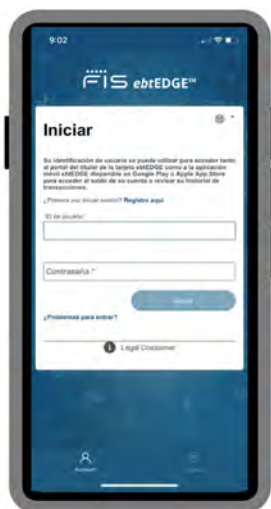 9:02
FIS ebtEDGE™
Iniciar
Su identificación de usuario se puede utilizar para acceder tanto
al portal del titular de la tarjeta ebtEDGE como a la aplicación
móvil ebtEDGE disponible en Google Play o Apple App Store
para acceder al saldo de su cuenta o revisar su historial de
transacciones.
¿Primera vez iniciar sesión? Registre aquí
ID de usuario
Contraseña *
¿Problemas para entrar?
Legal Disclaimer